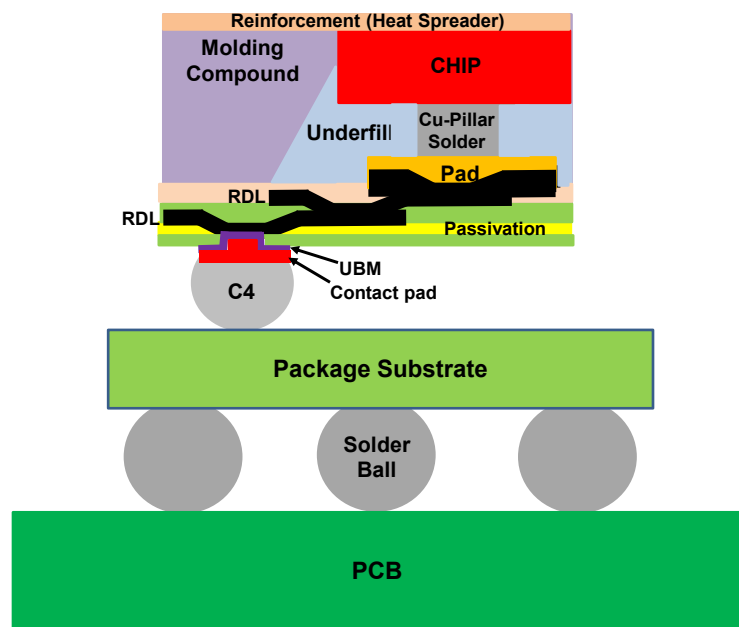 Reinforcement (Heat Spreader)
Molding
Compound
CHIP
Underfill
Cu-Pillar
Solder
Pad
RDL
RDL
Passivation
UBM
Contact pad
C4
Package Substrate
Solder
Ball
PCB